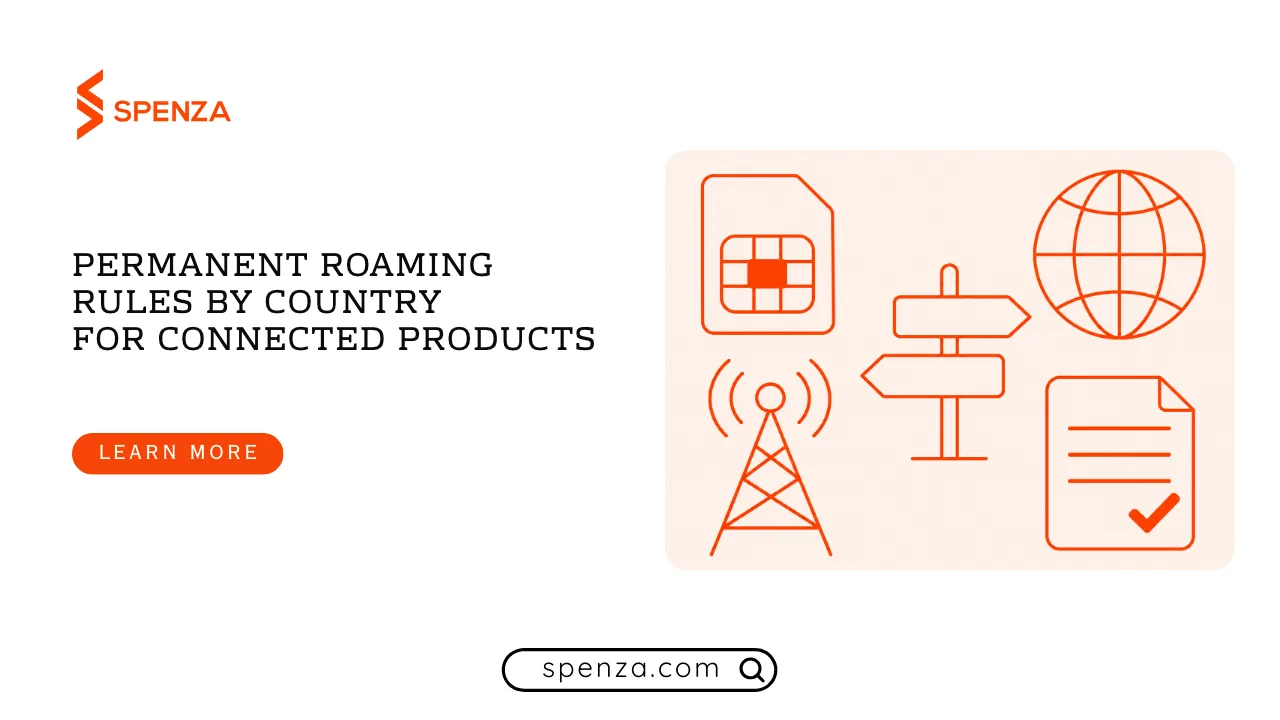 SPENZA
PERMANENT ROAMING
RULES BY COUNTRY
FOR CONNECTED PRODUCTS
LEARN MORE
spenza.com